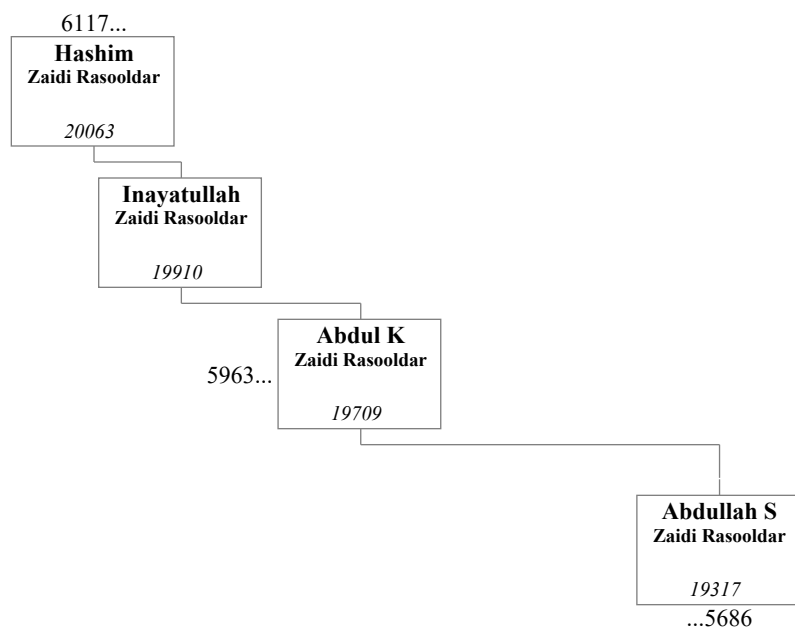 6117...
Hashim
Zaidi Rasooldar
20063
Inayatullah
Zaidi Rasooldar
19910
Abdul K
Zaidi Rasooldar
5963...
19709
Abdullah S
Zaidi Rasooldar
19317
...5686